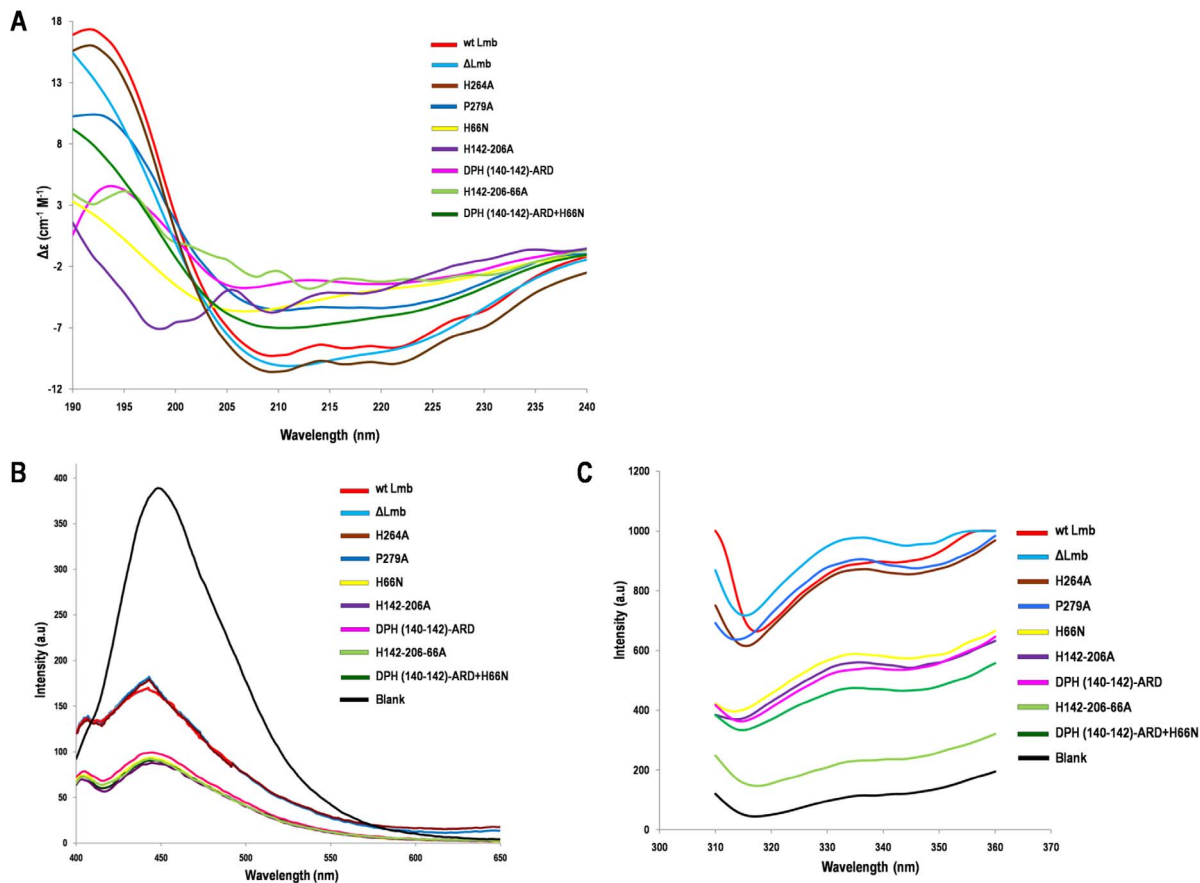 A
18
13
8
3
-2
-7
-12
Δε (cm⁻¹ M⁻¹)
190 195 200 205 210 215 220 225 230 235 240
Wavelength (nm)
wt Lmb
ΔLmb
H264A
P279A
H66N
H142-206A
DPH (140-142)-ARD
H142-206-66A
DPH (140-142)-ARD+H66N
B
400
350
300
250
200
150
100
50
0
Intensity (a.u)
400 450 500 550 600 650
Wavelength (nm)
wt Lmb
ΔLmb
H264A
P279A
H66N
H142-206A
DPH (140-142)-ARD
H142-206-66A
DPH (140-142)-ARD+H66N
Blank
C
1200
1000
800
600
400
200
0
Intensity (a.u)
300 310 320 330 340 350 360 370
Wavelength (nm)
wt Lmb
ΔLmb
H264A
P279A
H66N
H142-206A
DPH (140-142)-ARD
H142-206-66A
DPH (140-142)-ARD+H66N
Blank